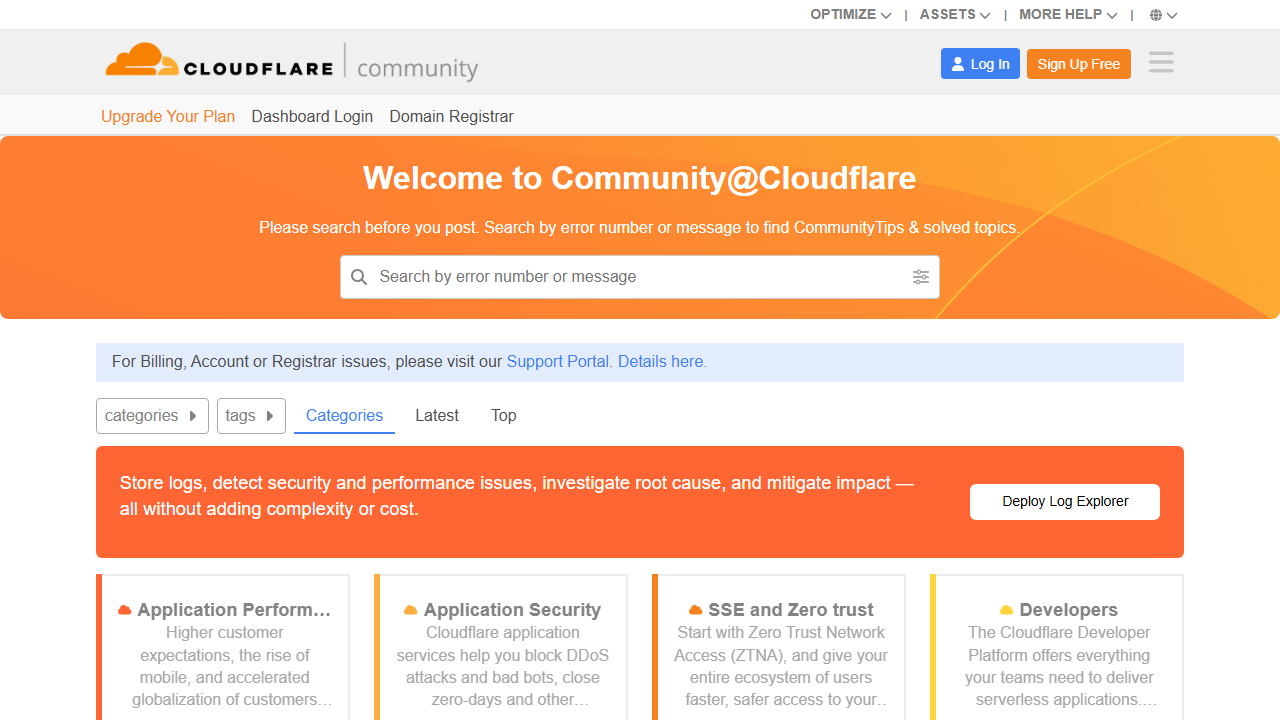 OPTIMIZE | ASSETS | MORE HELP |
CLOUDFLARE | community
Log In
Sign Up Free
Upgrade Your Plan Dashboard Login Domain Registrar
Welcome to Community@Cloudflare
Please search before you post. Search by error number or message to find CommunityTips & solved topics.
Search by error number or message
For Billing, Account or Registrar issues, please visit our Support Portal. Details here.
categories tags Categories Latest Top
Store logs, detect security and performance issues, investigate root cause, and mitigate impact —
all without adding complexity or cost.
Deploy Log Explorer
Application Perform…
Higher customer
expectations, the rise of
mobile, and accelerated
globalization of customers…
Application Security
Cloudflare application
services help you block DDoS
attacks and bad bots, close
zero-days and other…
SSE and Zero trust
Start with Zero Trust Network
Access (ZTNA), and give your
entire ecosystem of users
faster, safer access to your..
Developers
The Cloudflare Developer
Platform offers everything
your teams need to deliver
serverless applications.…